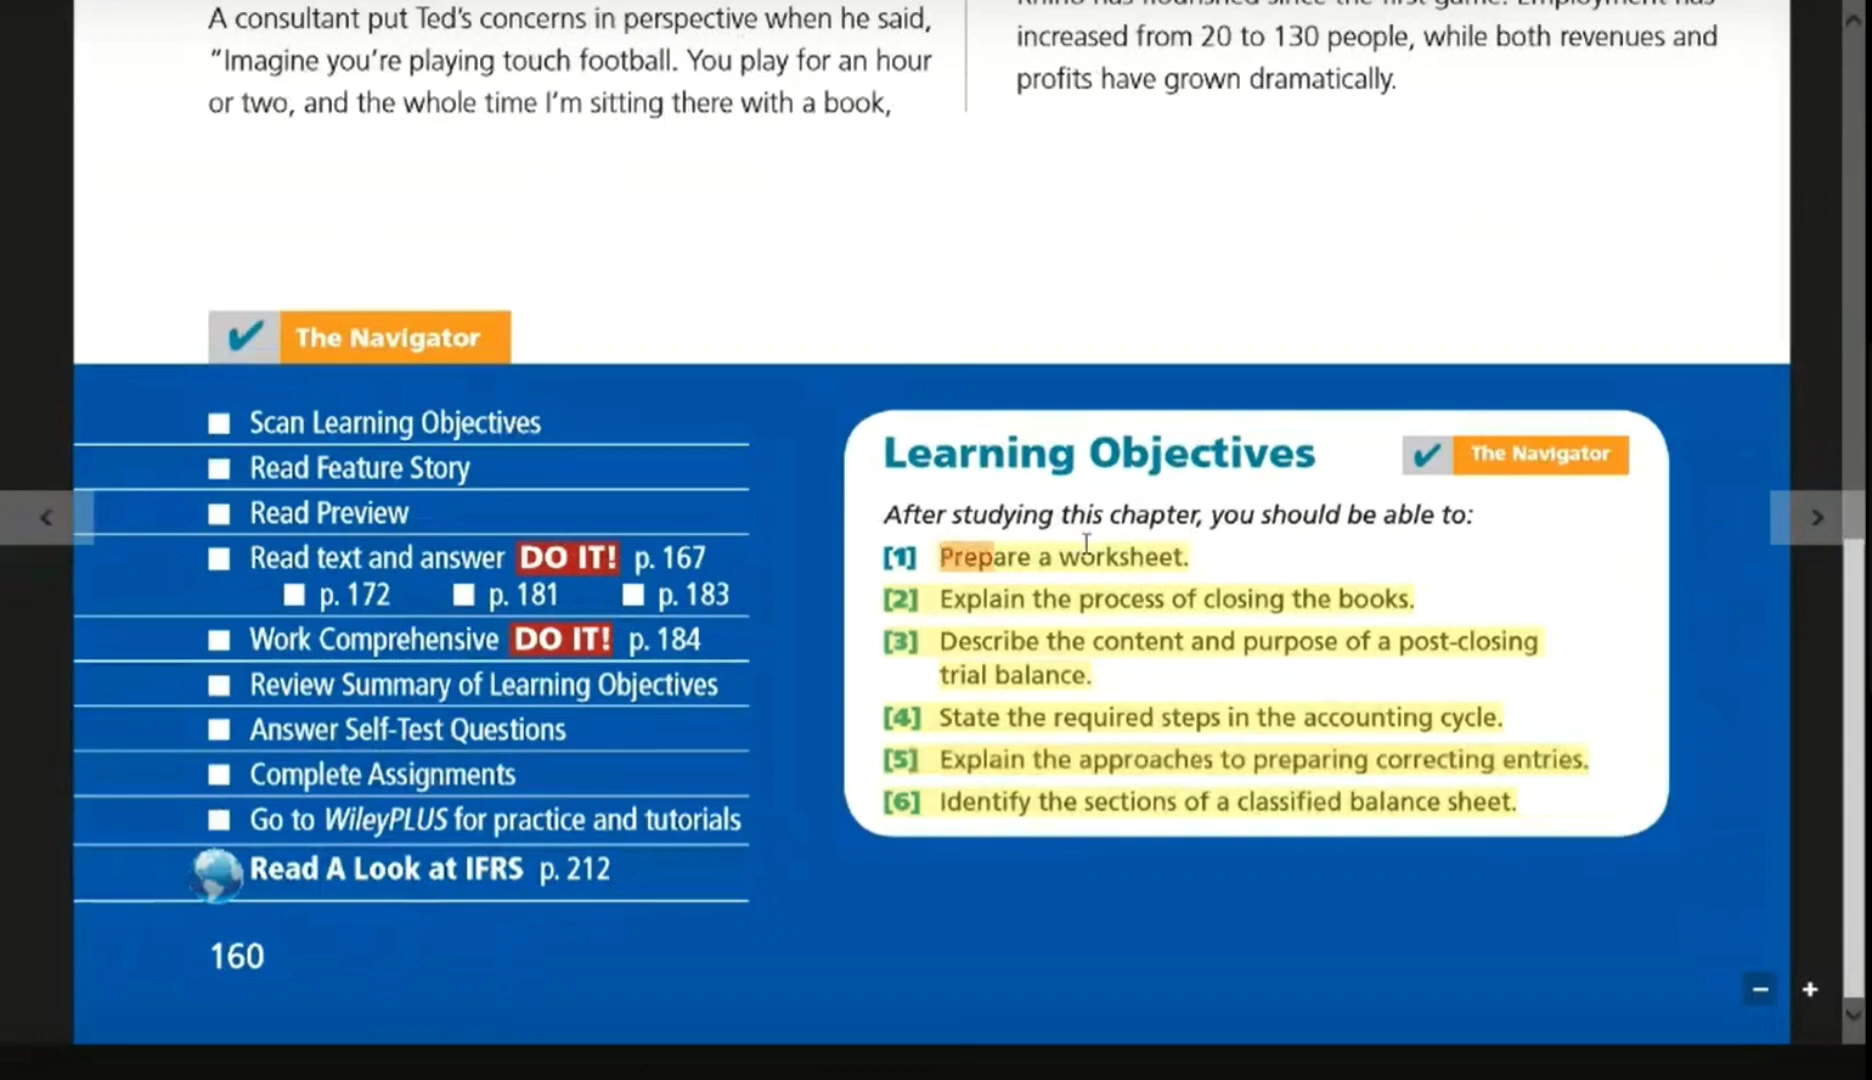 A consultant put Ted's concerns in perspective when he said,
"Imagine you're playing touch football. You play for an hour
or two, and the whole time I'm sitting there with a book,
increased from 20 to 130 people, while both revenues and
profits have grown dramatically.
The Navigator
Scan Learning Objectives
Read Feature Story
Read Preview
Read text and answer DO IT! p. 167
p. 172 p. 181 p. 183
Work Comprehensive DO IT! p. 184
Review Summary of Learning Objectives
Answer Self-Test Questions
Complete Assignments
Go to WileyPLUS for practice and tutorials
Read A Look at IFRS p. 212
160
Learning Objectives The Navigator
After studying this chapter, you should be able to:
[1] Prepare a worksheet.
[2] Explain the process of closing the books.
[3] Describe the content and purpose of a post-closing
trial balance.
[4] State the required steps in the accounting cycle.
[5] Explain the approaches to preparing correcting entries.
[6] Identify the sections of a classified balance sheet.